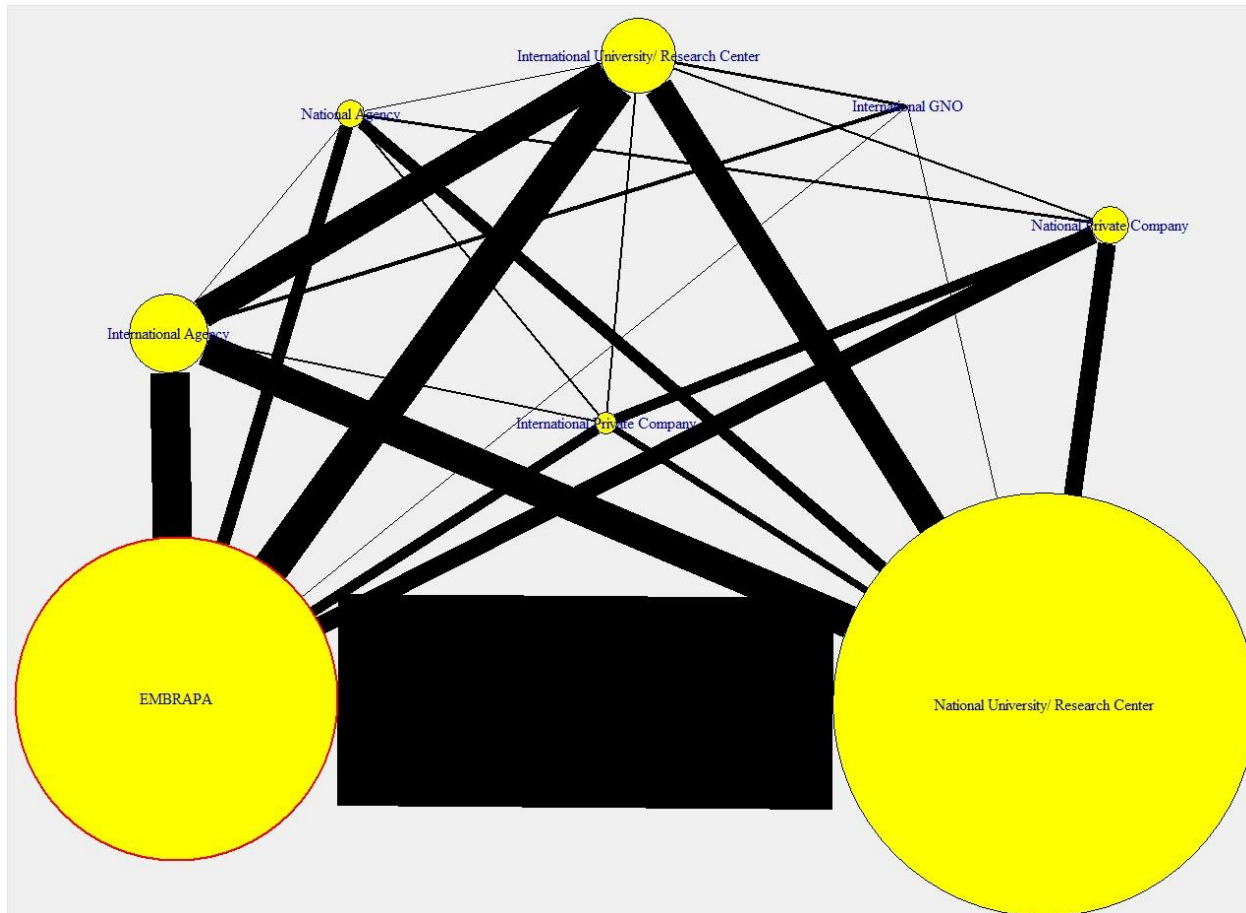 International University/ Research Center
National Agency
International GNO
National Private Company
International Agency
International Private Company
EMBRAPA
National University/ Research Center